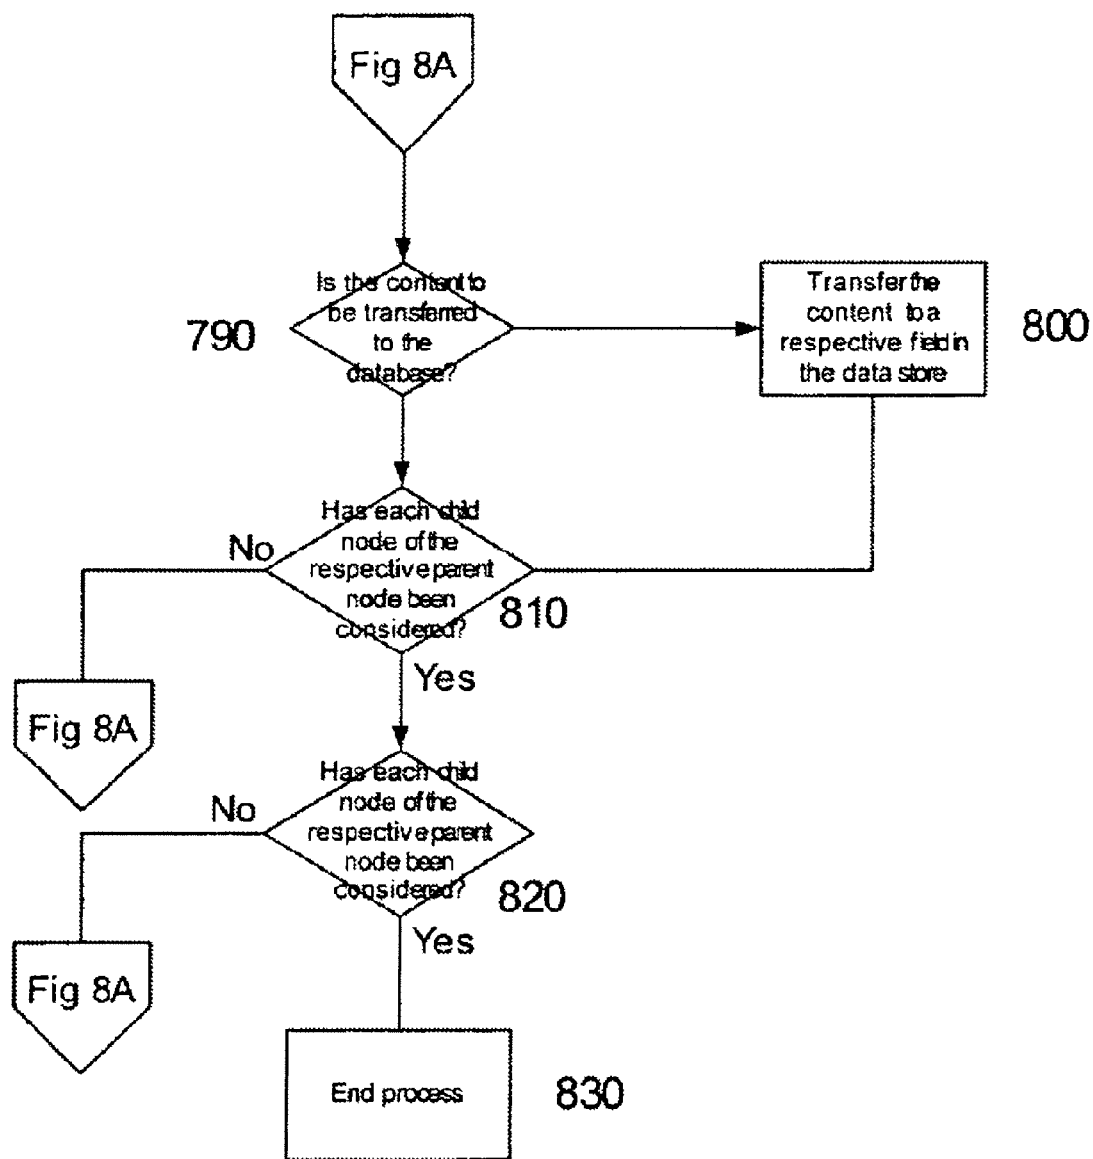 Fig 8A
Is the content to
be transferred
to the
database?
790
Transfer the
content to a
respective field in
the data store
800
Has each child
node of the
respective parent
node been
considered?
No
810
Yes
Fig 8A
Has each child
node of the
respective parent
node been
considered?
No
820
Yes
Fig 8A
End process
830